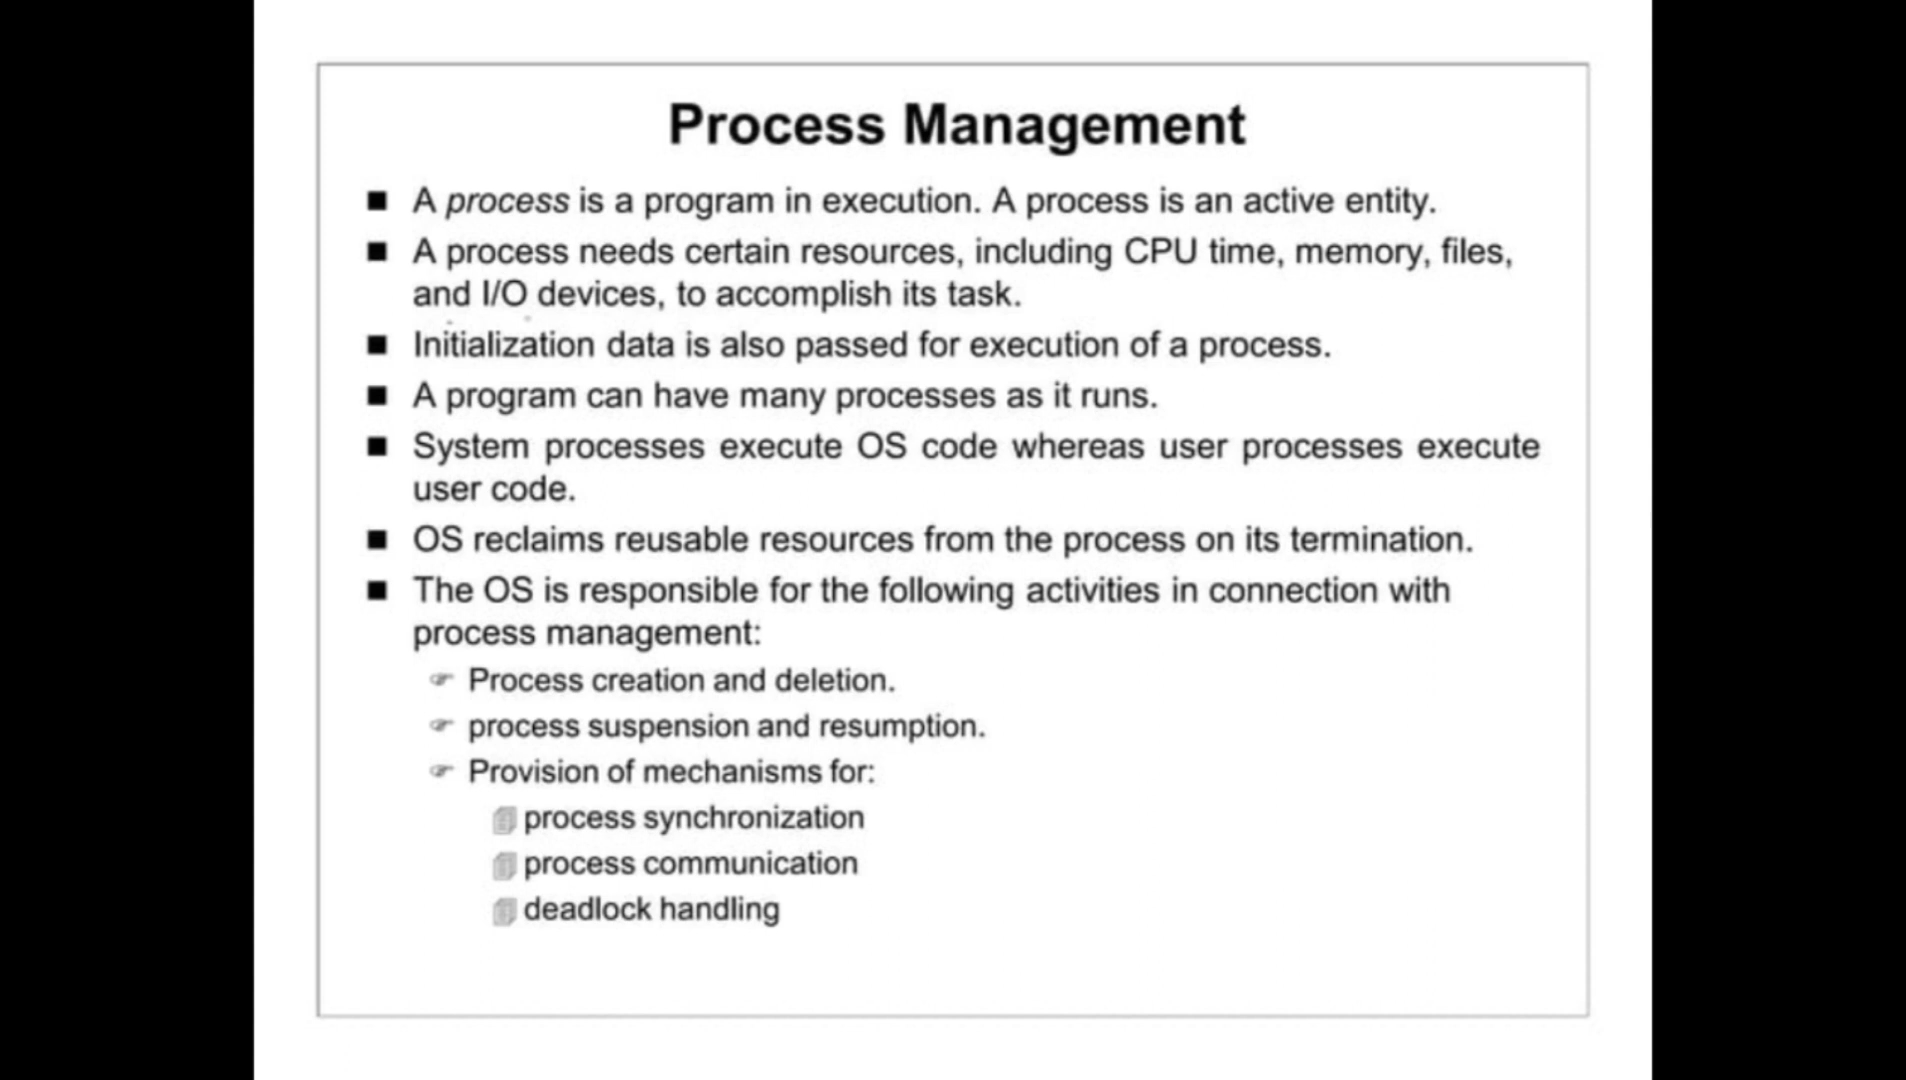 Process Management
A process is a program in execution. A process is an active entity.
A process needs certain resources, including CPU time, memory, files,
and I/O devices, to accomplish its task.
Initialization data is also passed for execution of a process.
A program can have many processes as it runs.
System processes execute OS code whereas user processes execute
user code.
OS reclaims reusable resources from the process on its termination.
The OS is responsible for the following activities in connection with
process management:
Process creation and deletion.
process suspension and resumption.
Provision of mechanisms for:
process synchronization
process communication
deadlock handling